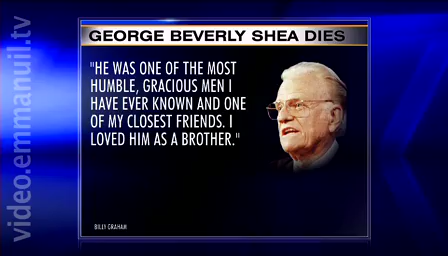 GEORGE BEVERLY SHEA DIES
"HE WAS ONE OF THE MOST
HUMBLE, GRACIOUS MEN I
HAVE EVER KNOWN AND ONE
OF MY CLOSEST FRIENDS. I
LOVED HIM AS A BROTHER."
BILLY GRAHAM
video.emmanuil.tv